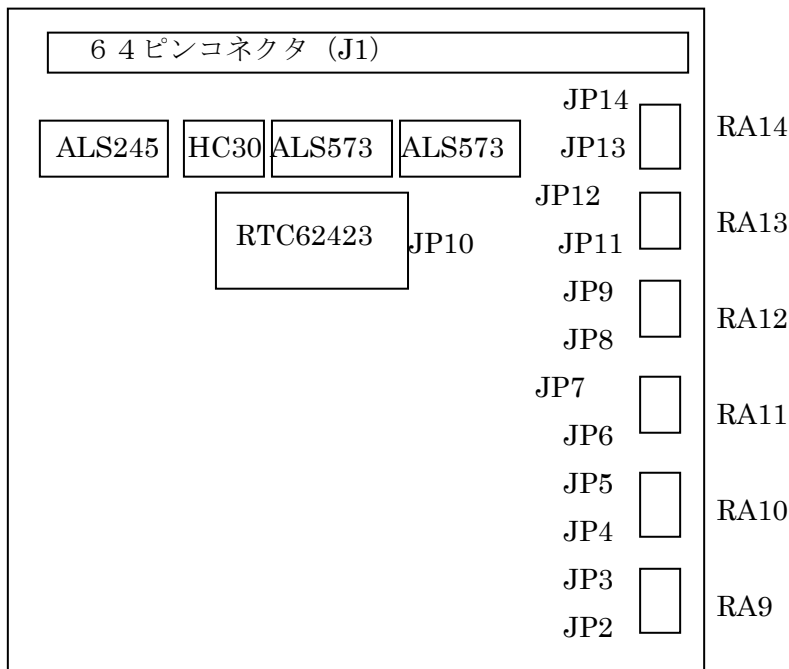 ６４ピンコネクタ（J1）
JP14
RA14
ALS245
HC30
ALS573
ALS573
JP13
JP12
RA13
RTC62423
JP10
JP11
JP9
RA12
JP8
JP7
RA11
JP6
JP5
RA10
JP4
JP3
RA9
JP2